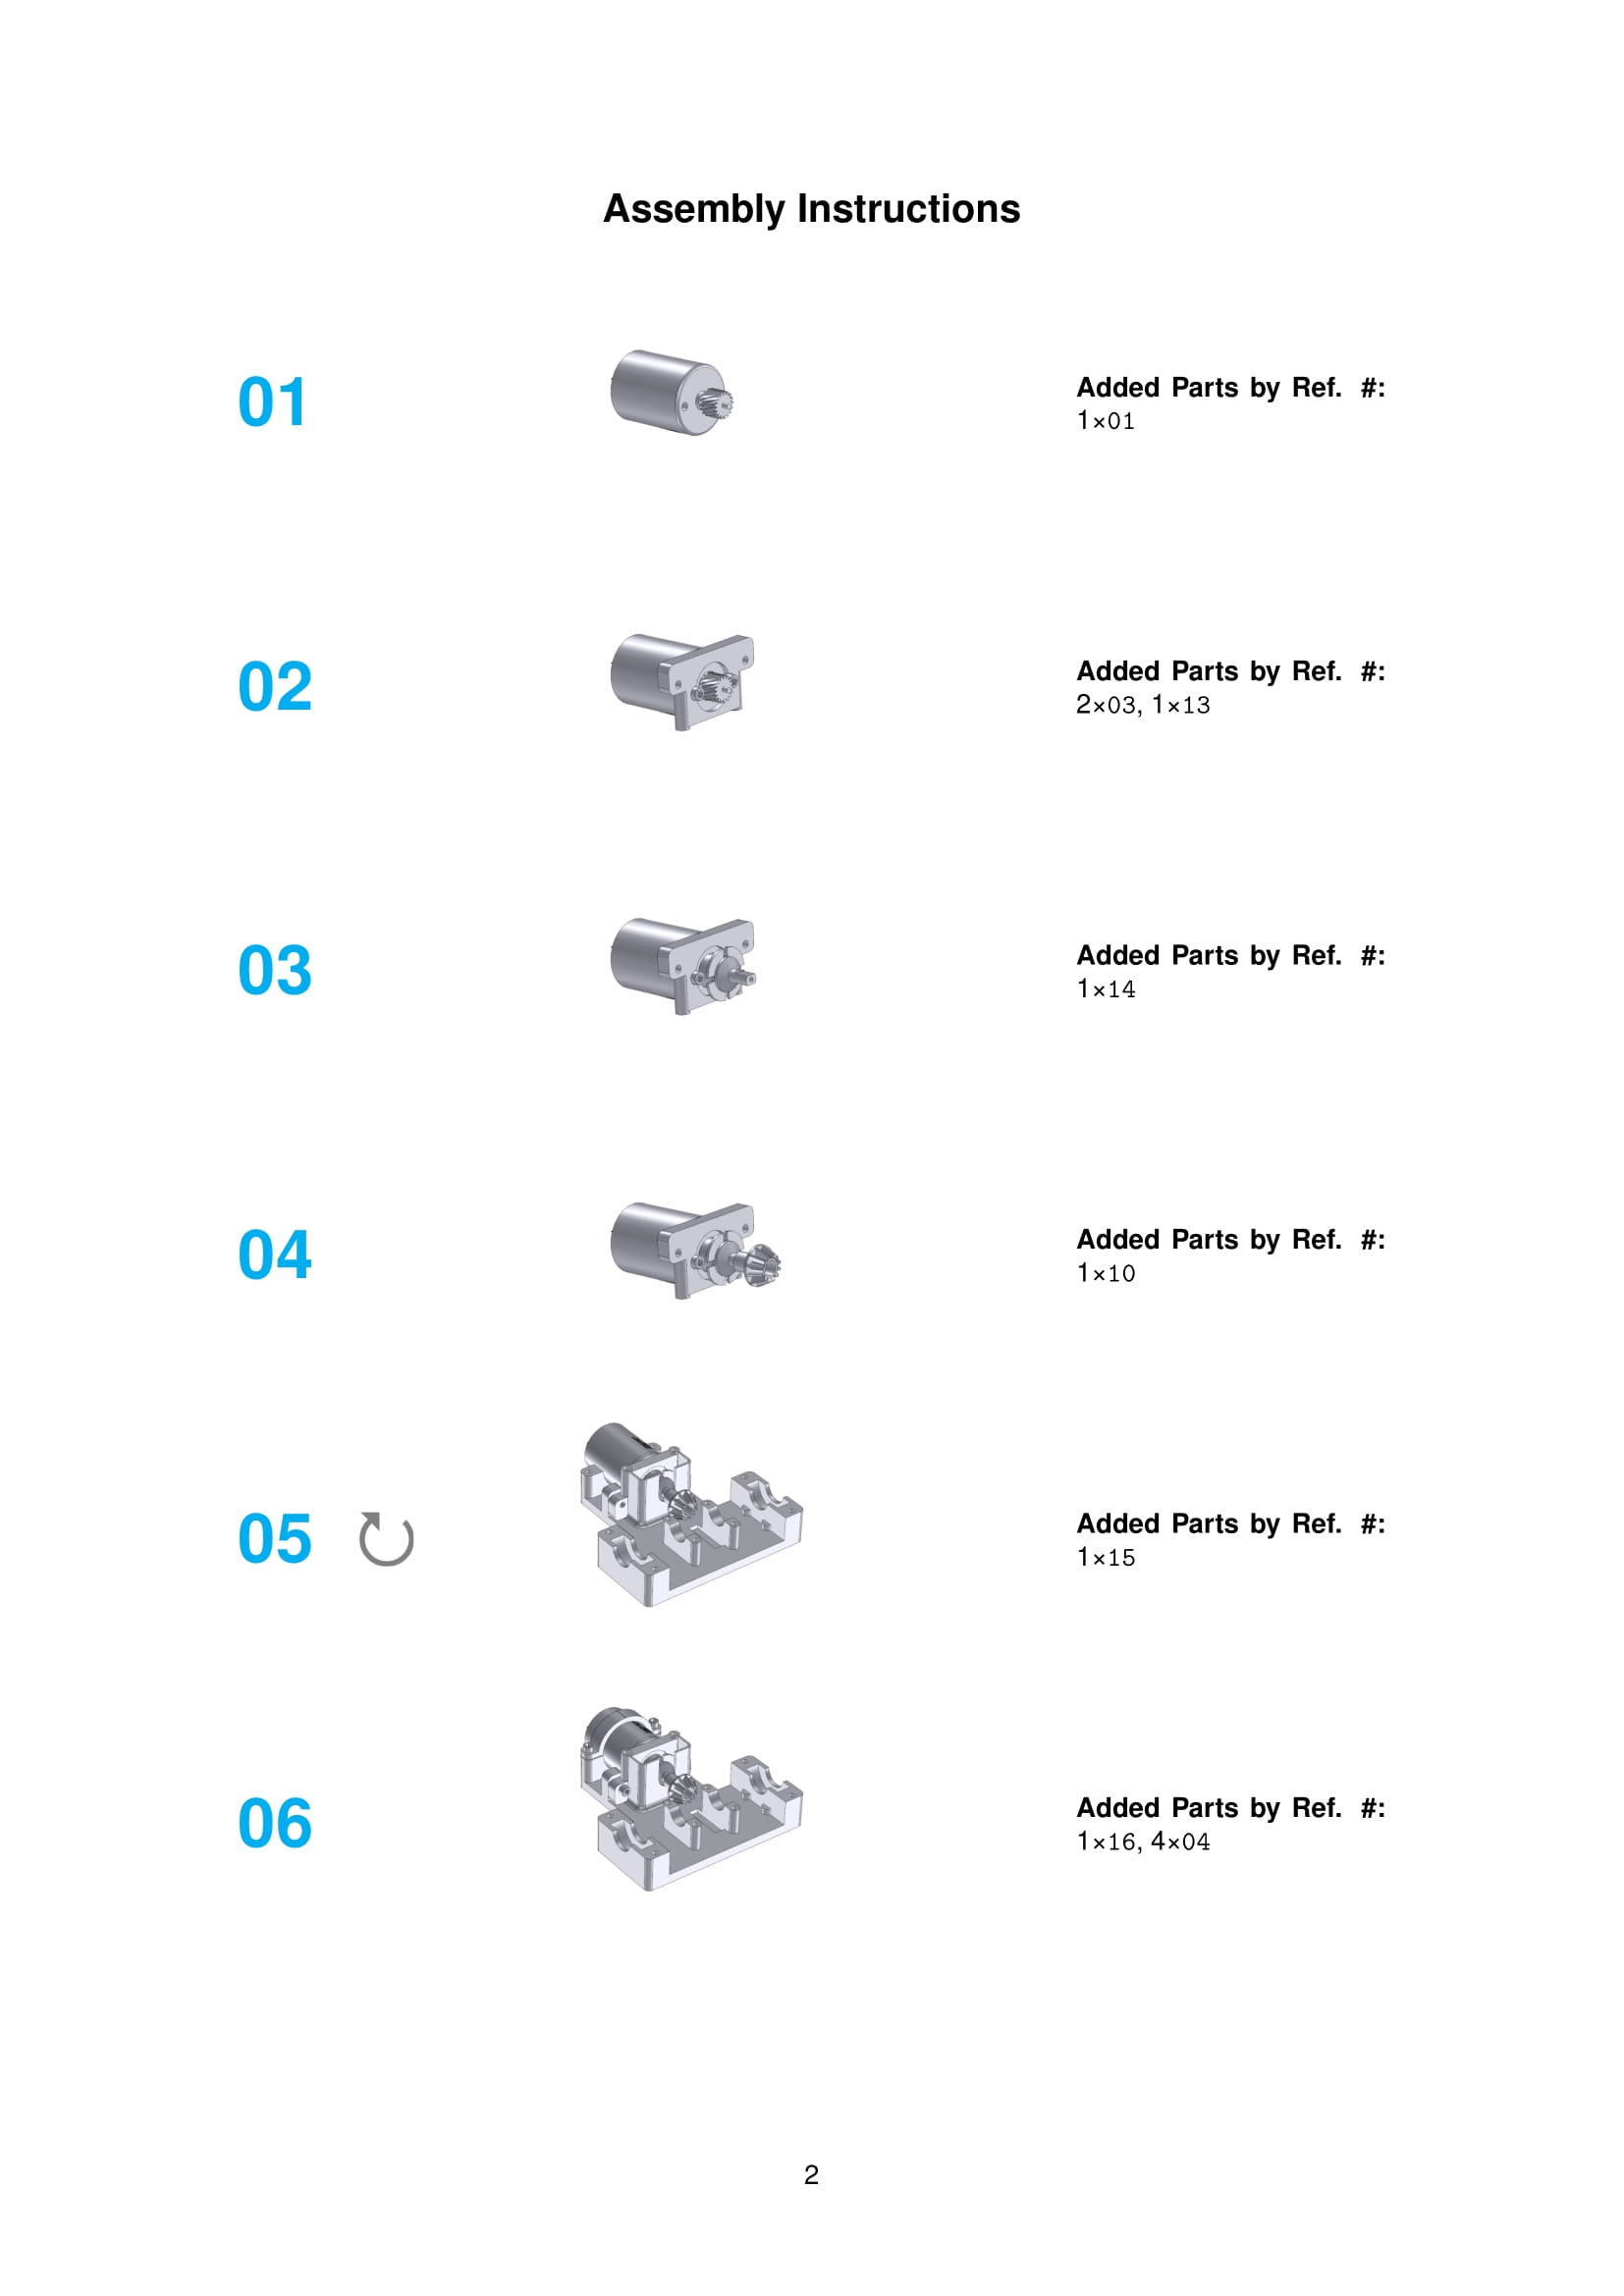 Assembly Instructions
01
Added Parts by Ref. #:
1×01
02
Added Parts by Ref. #:
2×03, 1×13
03
Added Parts by Ref. #:
1×14
04
Added Parts by Ref. #:
1×10
05
Added Parts by Ref. #:
1×15
06
Added Parts by Ref. #:
1×16, 4×04
2